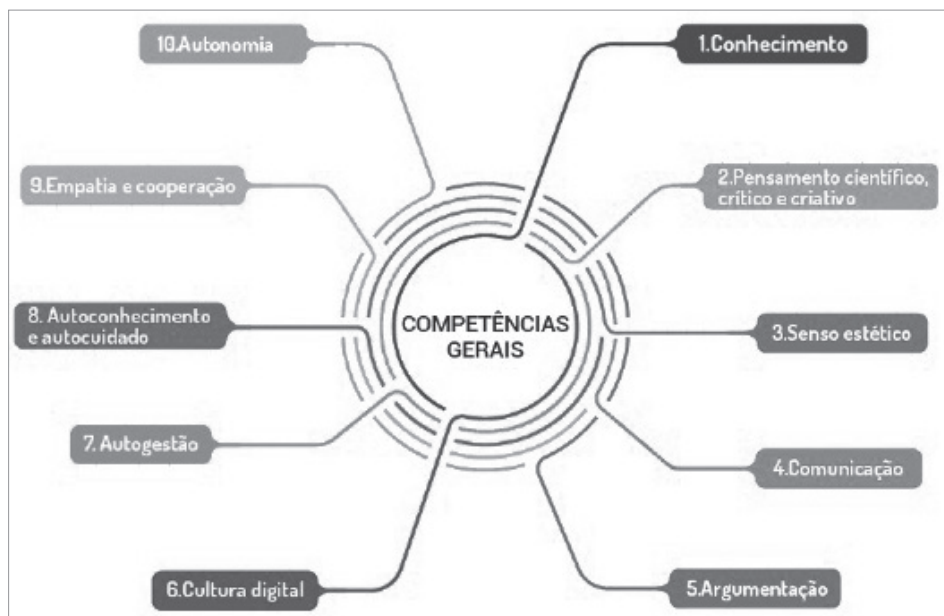 10.Autonomia
1.Conhecimento
9.Empatia e cooperação
2.Pensamento científico,
crítico e criativo
8. Autoconhecimento
e autocuidado
COMPETÊNCIAS
GERAIS
3.Senso estético
7. Autogestão
4.Comunicação
6.Cultura digital
5.Argumentação